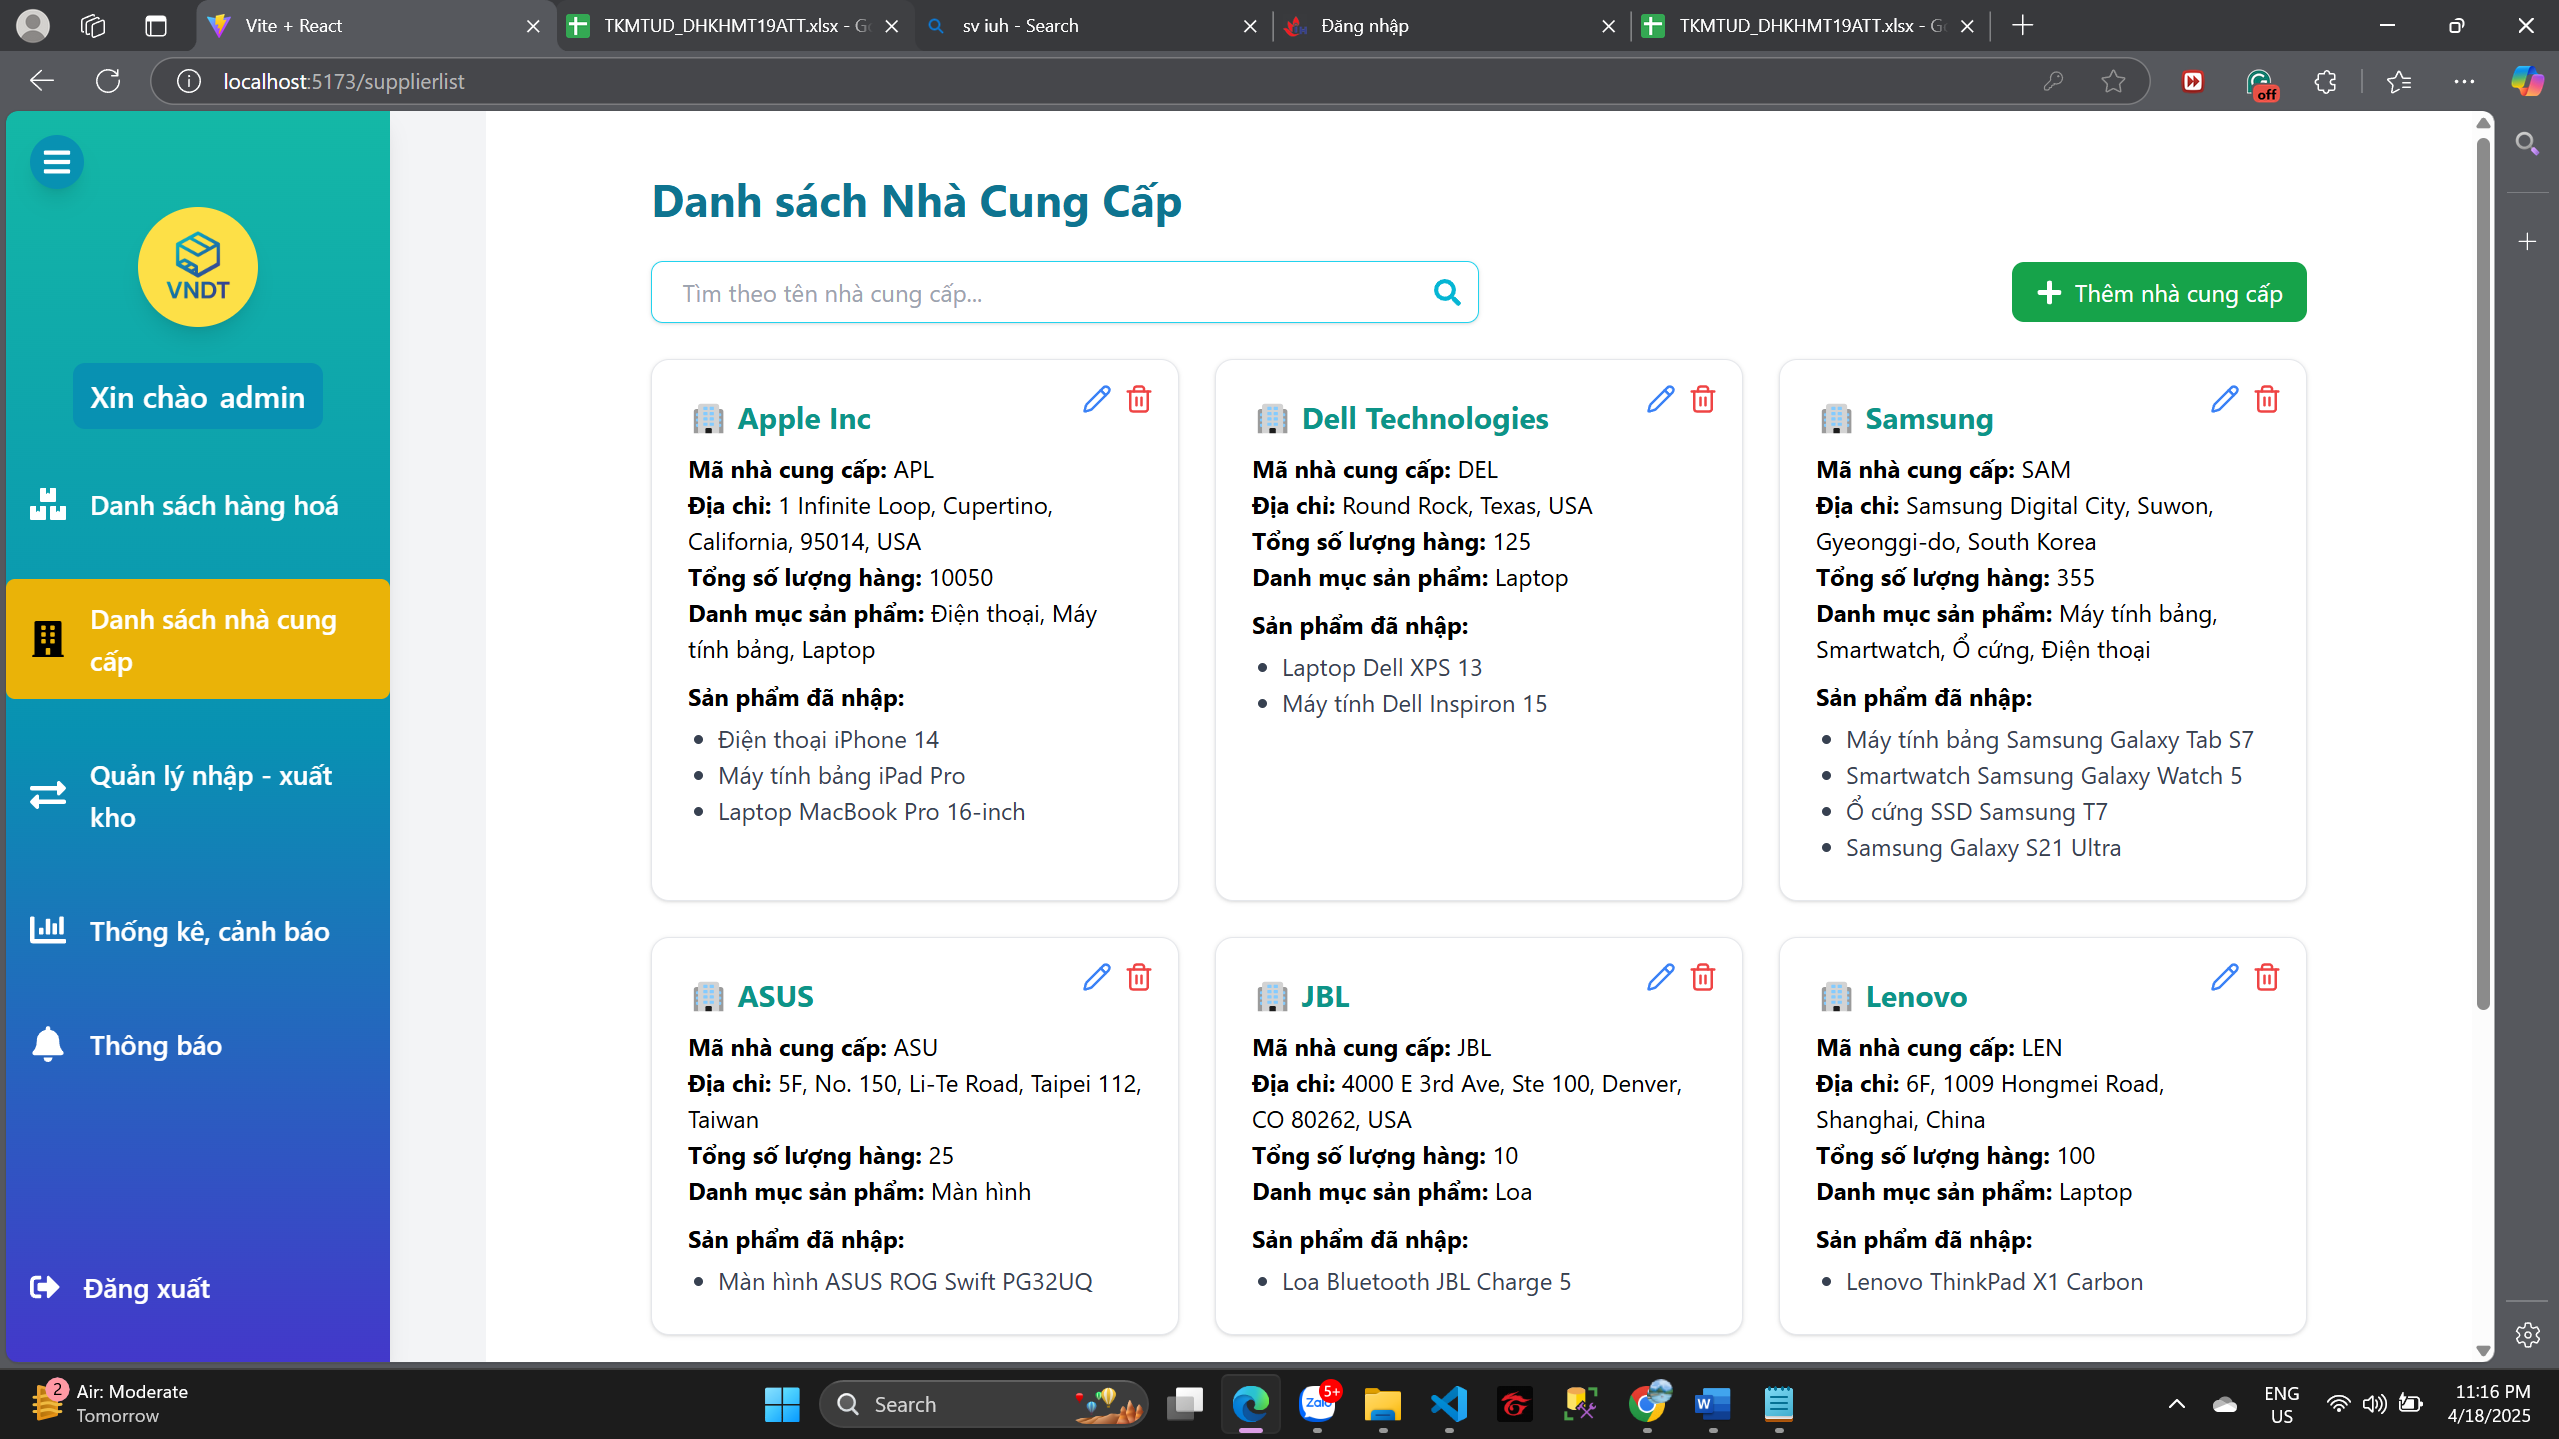 Vite + React
TKMTUD_DHKHMT19ATT.xlsx - G
sv iuh - Search
Đăng nhập
TKMTUD_DHKHMT19ATT.xlsx - G
localhost:5173/supplierlist
off
VNDT
Xin chào admin
Danh sách hàng hoá
Danh sách nhà cung
cấp
Quản lý nhập - xuất
kho
Thống kê, cảnh báo
Thông báo
Đăng xuất
Danh sách Nhà Cung Cấp
Tìm theo tên nhà cung cấp...
Thêm nhà cung cấp
Apple Inc
Mã nhà cung cấp: APL
Địa chỉ: 1 Infinite Loop, Cupertino,
California, 95014, USA
Tổng số lượng hàng: 10050
Danh mục sản phẩm: Điện thoại, Máy
tính bảng, Laptop
Sản phẩm đã nhập:
• Điện thoại iPhone 14
• Máy tính bảng iPad Pro
• Laptop MacBook Pro 16-inch
Dell Technologies
Mã nhà cung cấp: DEL
Địa chỉ: Round Rock, Texas, USA
Tổng số lượng hàng: 125
Danh mục sản phẩm: Laptop
Sản phẩm đã nhập:
• Laptop Dell XPS 13
• Máy tính Dell Inspiron 15
Samsung
Mã nhà cung cấp: SAM
Địa chỉ: Samsung Digital City, Suwon,
Gyeonggi-do, South Korea
Tổng số lượng hàng: 355
Danh mục sản phẩm: Máy tính bảng,
Smartwatch, Ổ cứng, Điện thoại
Sản phẩm đã nhập:
• Máy tính bảng Samsung Galaxy Tab S7
• Smartwatch Samsung Galaxy Watch 5
• Ổ cứng SSD Samsung T7
• Samsung Galaxy S21 Ultra
ASUS
Mã nhà cung cấp: ASU
Địa chỉ: 5F, No. 150, Li-Te Road, Taipei 112,
Taiwan
Tổng số lượng hàng: 25
Danh mục sản phẩm: Màn hình
Sản phẩm đã nhập:
• Màn hình ASUS ROG Swift PG32UQ
JBL
Mã nhà cung cấp: JBL
Địa chỉ: 4000 E 3rd Ave, Ste 100, Denver,
CO 80262, USA
Tổng số lượng hàng: 10
Danh mục sản phẩm: Loa
Sản phẩm đã nhập:
• Loa Bluetooth JBL Charge 5
Lenovo
Mã nhà cung cấp: LEN
Địa chỉ: 6F, 1009 Hongmei Road,
Shanghai, China
Tổng số lượng hàng: 100
Danh mục sản phẩm: Laptop
Sản phẩm đã nhập:
• Lenovo ThinkPad X1 Carbon
2
Air: Moderate
Tomorrow
Search
Zalo
5+
W
ENG
US
11:16 PM
4/18/2025